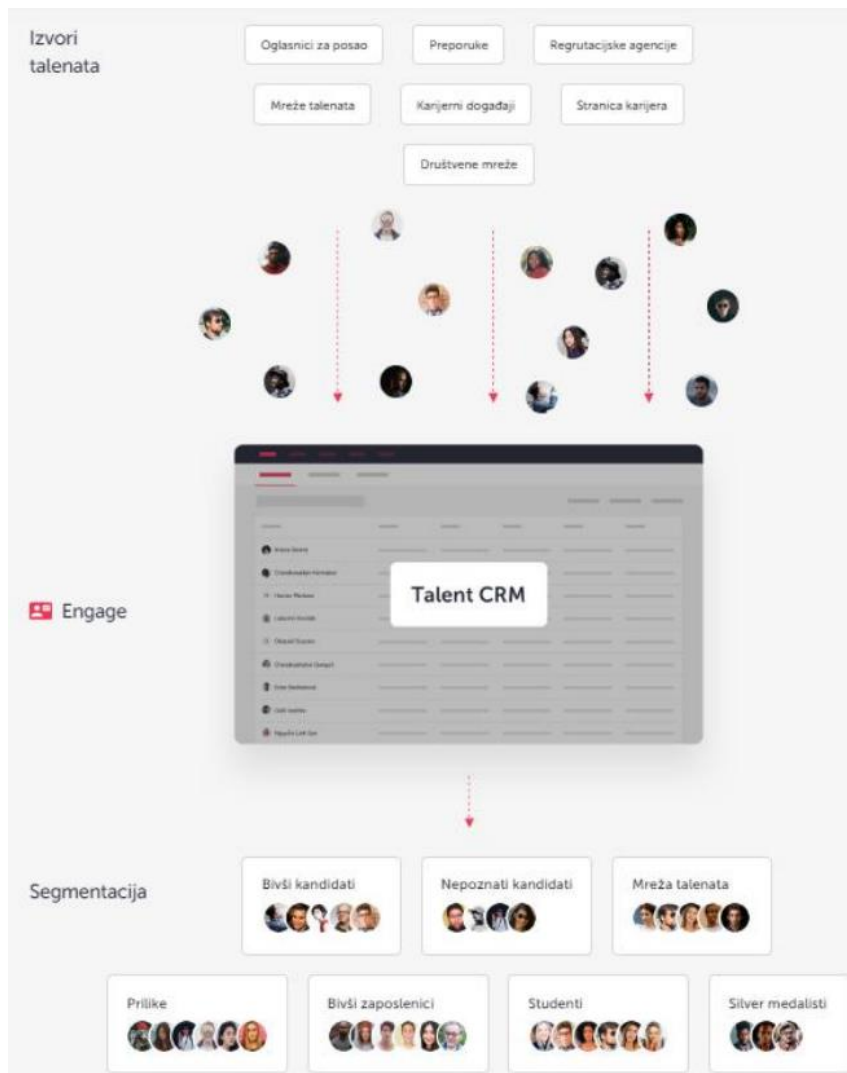 Izvori
talenata
Oglasnici za posao
Preporuke
Regrutacijske agencije
Mreže talenata
Karijerni događaji
Stranica karijera
Društvene mreže
Engage
Talent CRM
Segmentacija
Bivši kandidati
Nepoznati kandidati
Mreža talenata
Prilike
Bivši zaposlenici
Studenti
Silver medalisti